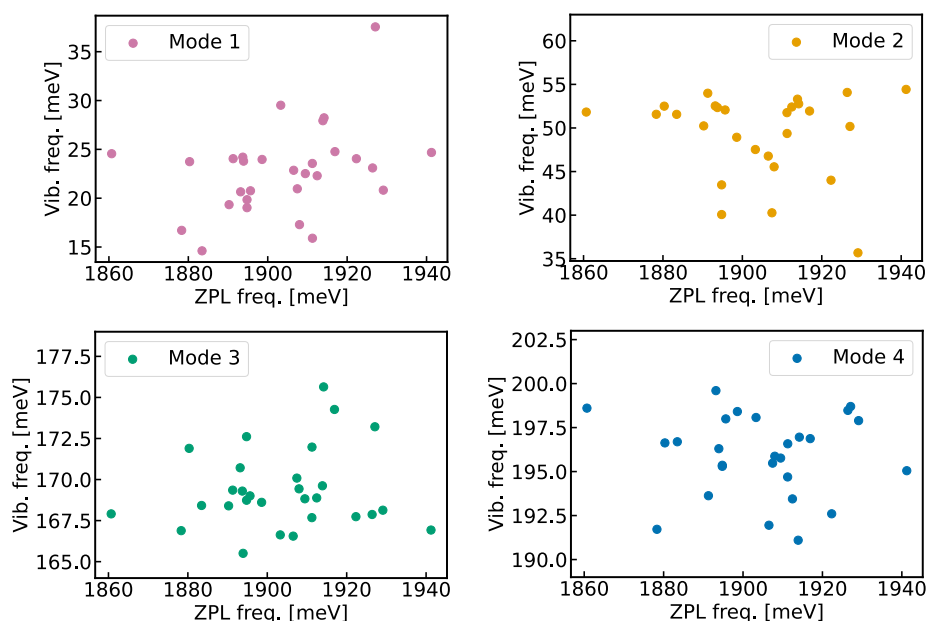 Mode 1
35
30
25
20
15
Vib. freq. [meV]
1860 1880 1900 1920 1940
ZPL freq. [meV]
Mode 2
60
55
50
45
40
35
Vib. freq. [meV]
1860 1880 1900 1920 1940
ZPL freq. [meV]
Mode 3
177.5
175.0
172.5
170.0
167.5
165.0
Vib. freq. [meV]
1860 1880 1900 1920 1940
ZPL freq. [meV]
Mode 4
202.5
200.0
197.5
195.0
192.5
190.0
Vib. freq. [meV]
1860 1880 1900 1920 1940
ZPL freq. [meV]